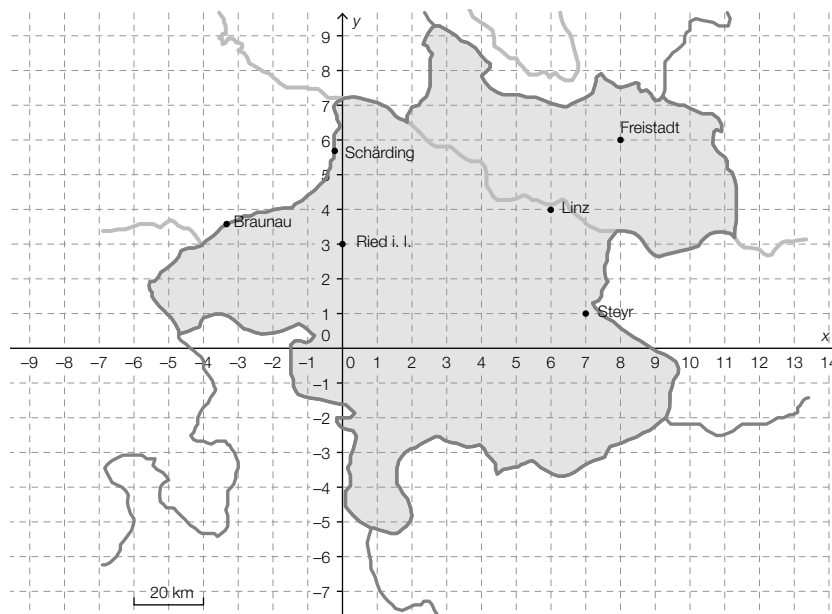 y
9
8
7
6
5
4
3
2
1
0
Freistadt
Schärding
Linz
Braunau
Ried i. I.
Steyr
x
–9 –8 –7 –6 –5 –4 –3 –2 –1 0 1 2 3 4 5 6 7 8 9 10 11 12 13 14
–1
–2
–3
–4
–5
–6
–7
20 km